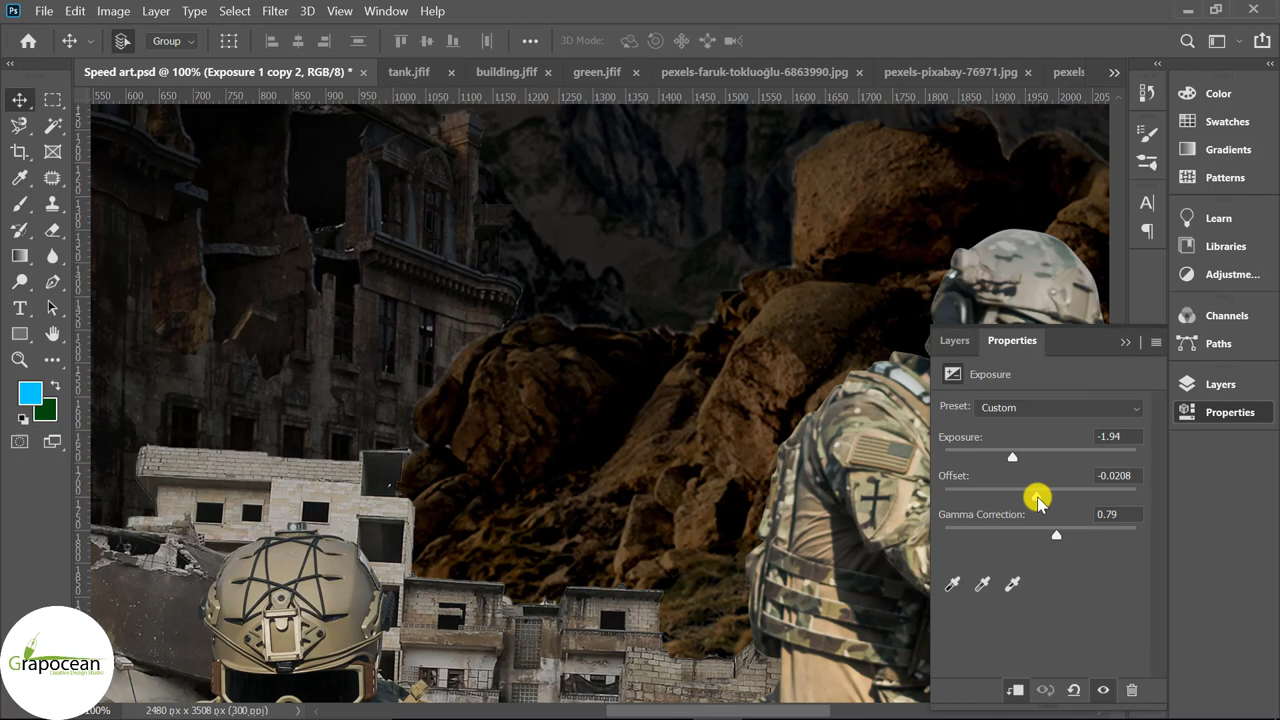 Ps File Edit Image Layer Type Select Filter 3D View Window Help
Group 3D Mode:
Speed art.psd @ 100% (Exposure 1 copy 2, RGB/8) * × tank.jfif × building.jfif × green.jfif × pexels-faruk-tokluoğlu-6863990.jpg × pexels-pixabay-76971.jpg × pexels
550 600 650 700 750 800 850 900 950 1000 1050 1100 1150 1200 1250 1300 1350 1400 1450 1500 1550 1600 1650 1700 1750 1800 1850 1900 1950 2000 205
Color
Swatches
Gradients
Patterns
Learn
Libraries
Adjustme...
Channels
Paths
Layers
Properties
Layers Properties
Exposure
Preset: Custom
Exposure: -1.94
Offset: -0.0208
Gamma Correction: 0.79
Grapocean
Creative Design Studio
100% 2480 px x 3508 px (300 ppi)